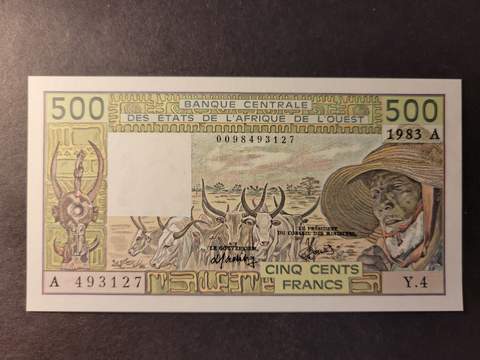 500
BANQUE CENTRALE
DES ETATS DE L'AFRIQUE DE L'OUEST
500
1983 A
0098493127
LE PRÉSIDENT
DU CONSEIL DES MINISTRES
LE GOUVERNEUR
CINQ CENTS
FRANCS
A 493127
Y.4